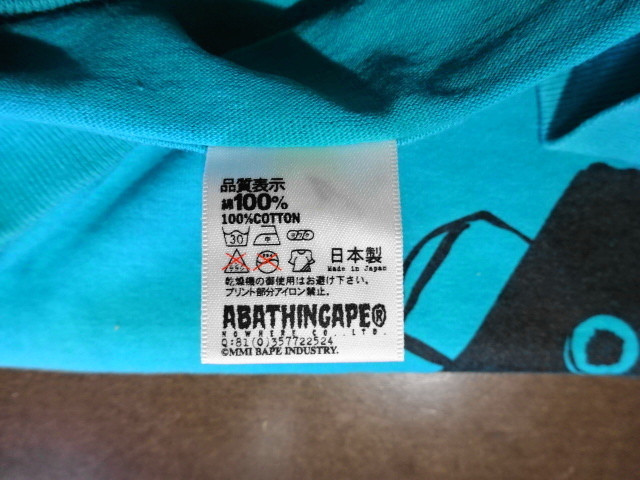 品質表示
綿100%
100%COTTON
30 中
日本製
Made in Japan
乾燥機の御使用はお避け下さい。
プリント部分アイロン禁止。
ABATHINGAPE®
NOWHERE CO. LTD.
Q:81(0)357722524
©MMI BAPE INDUSTRY.